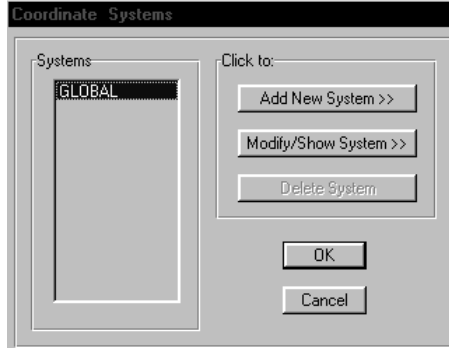 Coordinate Systems
Systems
GLOBAL
Click to:
Add New System >>
Modify/Show System >>
Delete System
OK
Cancel